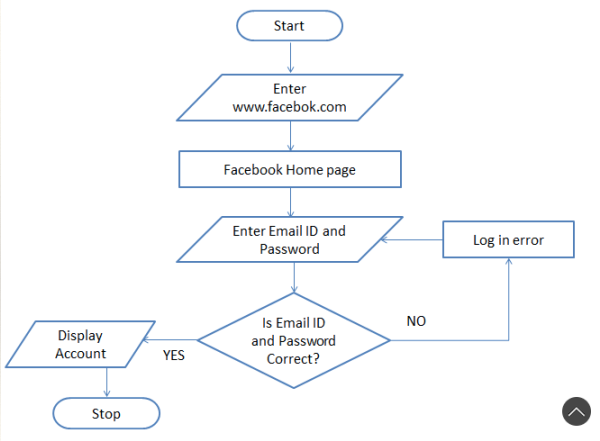 Start
Enter
www.facebok.com
Facebook Home page
Enter Email ID and
Password
Log in error
Is Email ID
and Password
Correct?
NO
YES
Display
Account
Stop